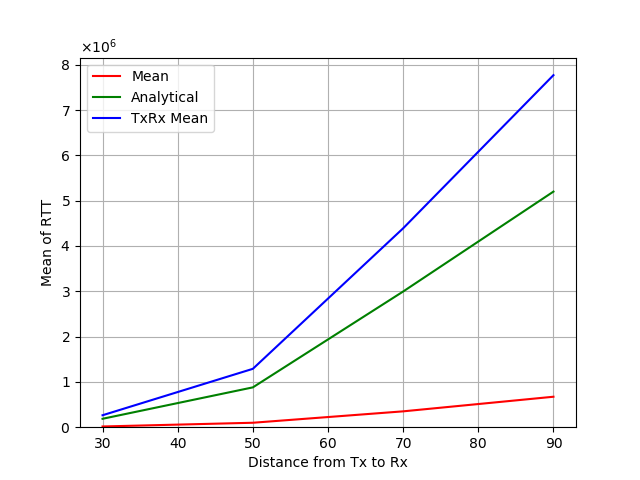 ×10⁶
8
7
6
5
4
3
2
1
0
Mean of RTT
Mean
Analytical
TxRx Mean
30 40 50 60 70 80 90
Distance from Tx to Rx